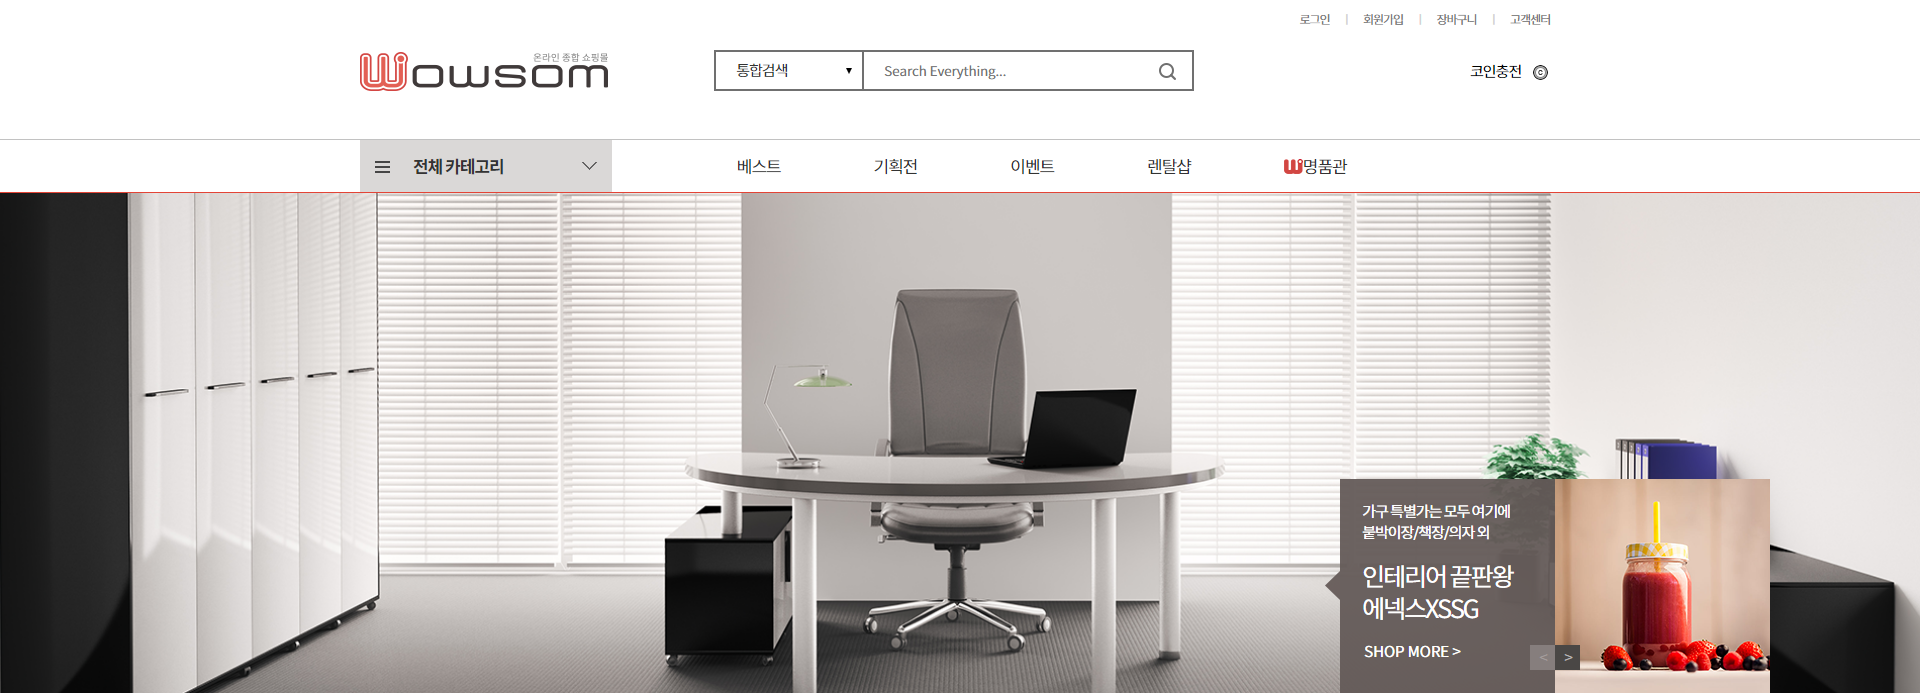 로그인 | 회원가입 | 장바구니 | 고객센터
온라인 종합 쇼핑몰
Wowsom
통합검색 ▼ Search Everything...
코인충전 ⓒ
전체 카테고리
베스트 기획전 이벤트 렌탈샵 W명품관
가구 특별가는 모두 여기에
붙박이장/책장/의자 외
인테리어 끝판왕
에넥스XSSG
SHOP MORE >
< >